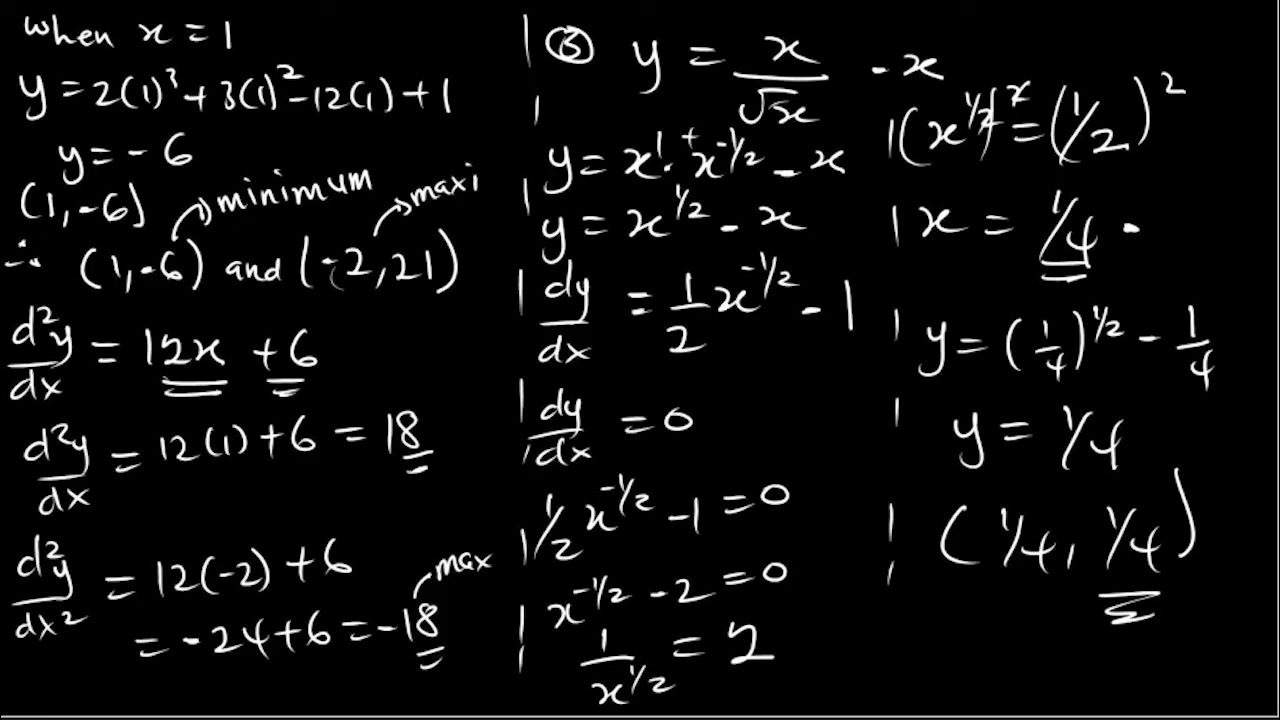 when x = 1
y = 2(1)³ + 3(1)² - 12(1) + 1
y = - 6
(1, -6)
minimum
maxi
∴ (1, -6) and (-2, 21)
d²y/dx = 12x + 6
d²y/dx = 12(1) + 6 = 18
d²y/dx² = 12(-2) + 6
max
= -24 + 6 = -18
③ y = x/√x - x
y = x¹ · x^(+ -1/2) - x
y = x^(1/2) - x
dy/dx = 1/2 x^(-1/2) - 1
dy/dx = 0
1/2 x^(-1/2) - 1 = 0
x^(-1/2) - 2 = 0
1/x^(1/2) = 2
(x^(1/2))² = (1/2)²
x = 1/4
y = (1/4)^(1/2) - 1/4
y = 1/4
(1/4, 1/4)